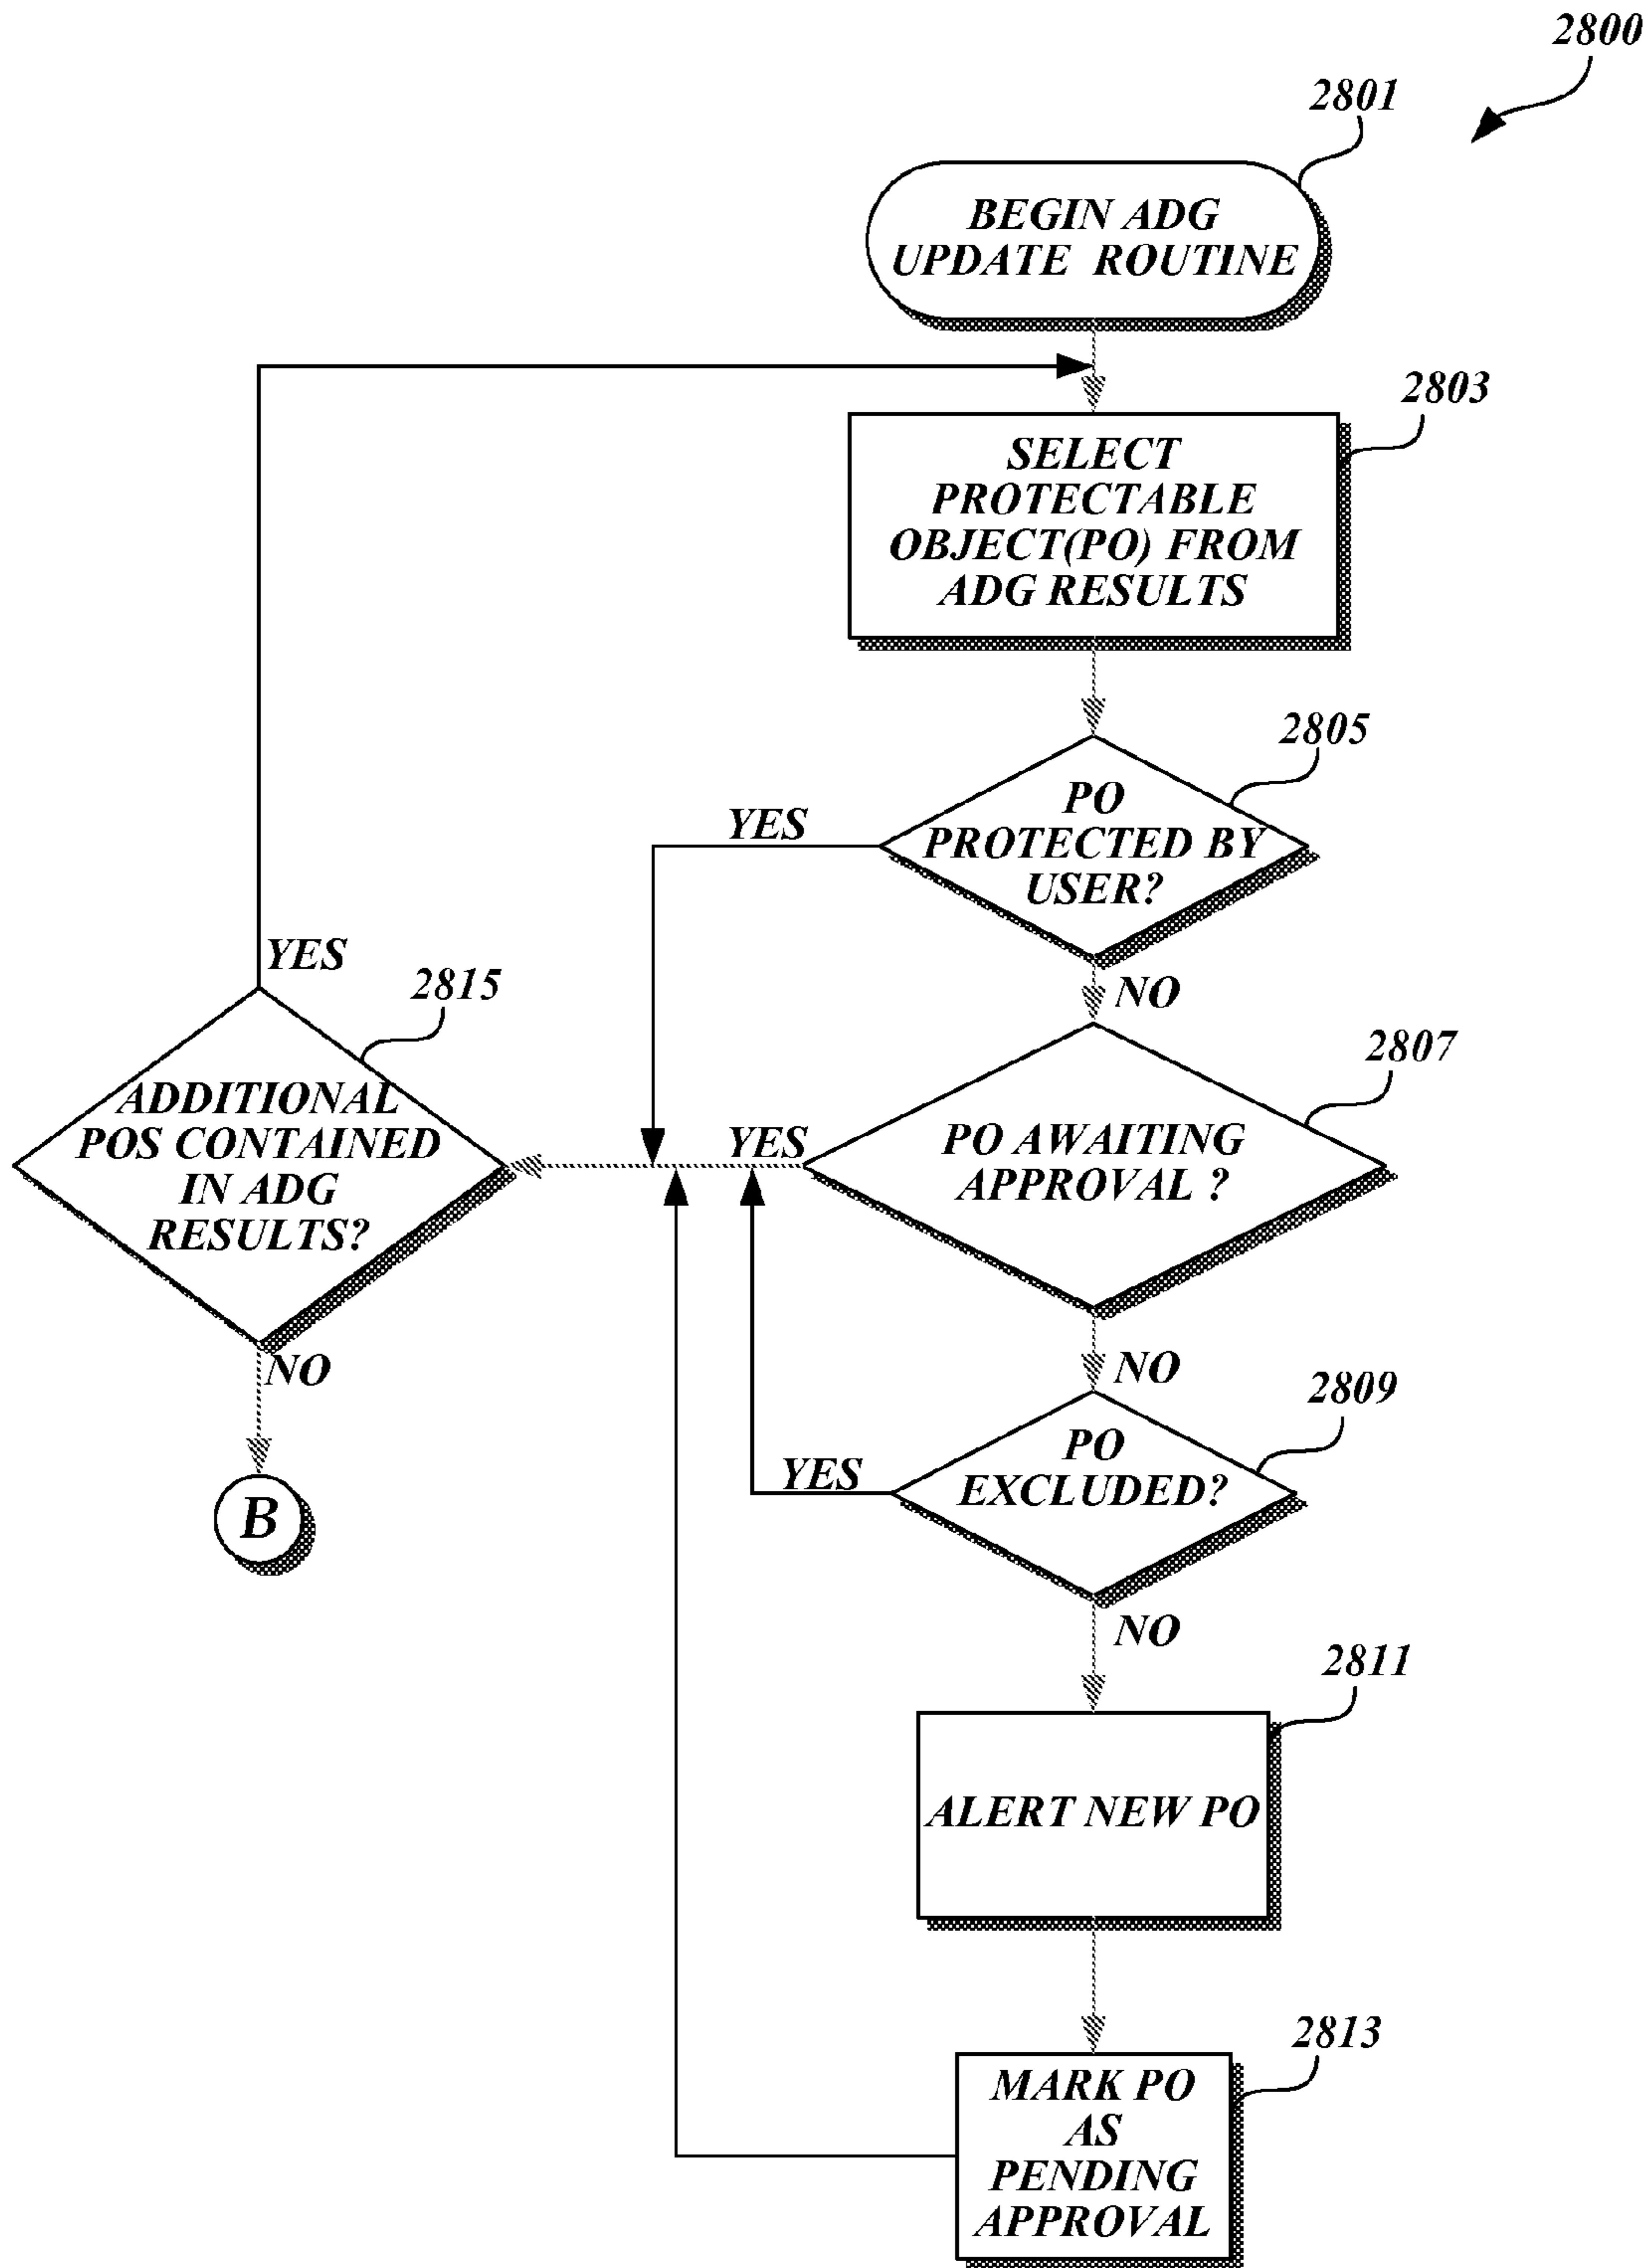 2800
2801
BEGIN ADG
UPDATE ROUTINE
2803
SELECT
PROTECTABLE
OBJECT(PO) FROM
ADG RESULTS
2805
PO
PROTECTED BY
USER?
YES
NO
2807
PO AWAITING
APPROVAL ?
YES
NO
2809
PO
EXCLUDED?
YES
NO
2811
ALERT NEW PO
2813
MARK PO
AS
PENDING
APPROVAL
2815
ADDITIONAL
POS CONTAINED
IN ADG
RESULTS?
YES
NO
B